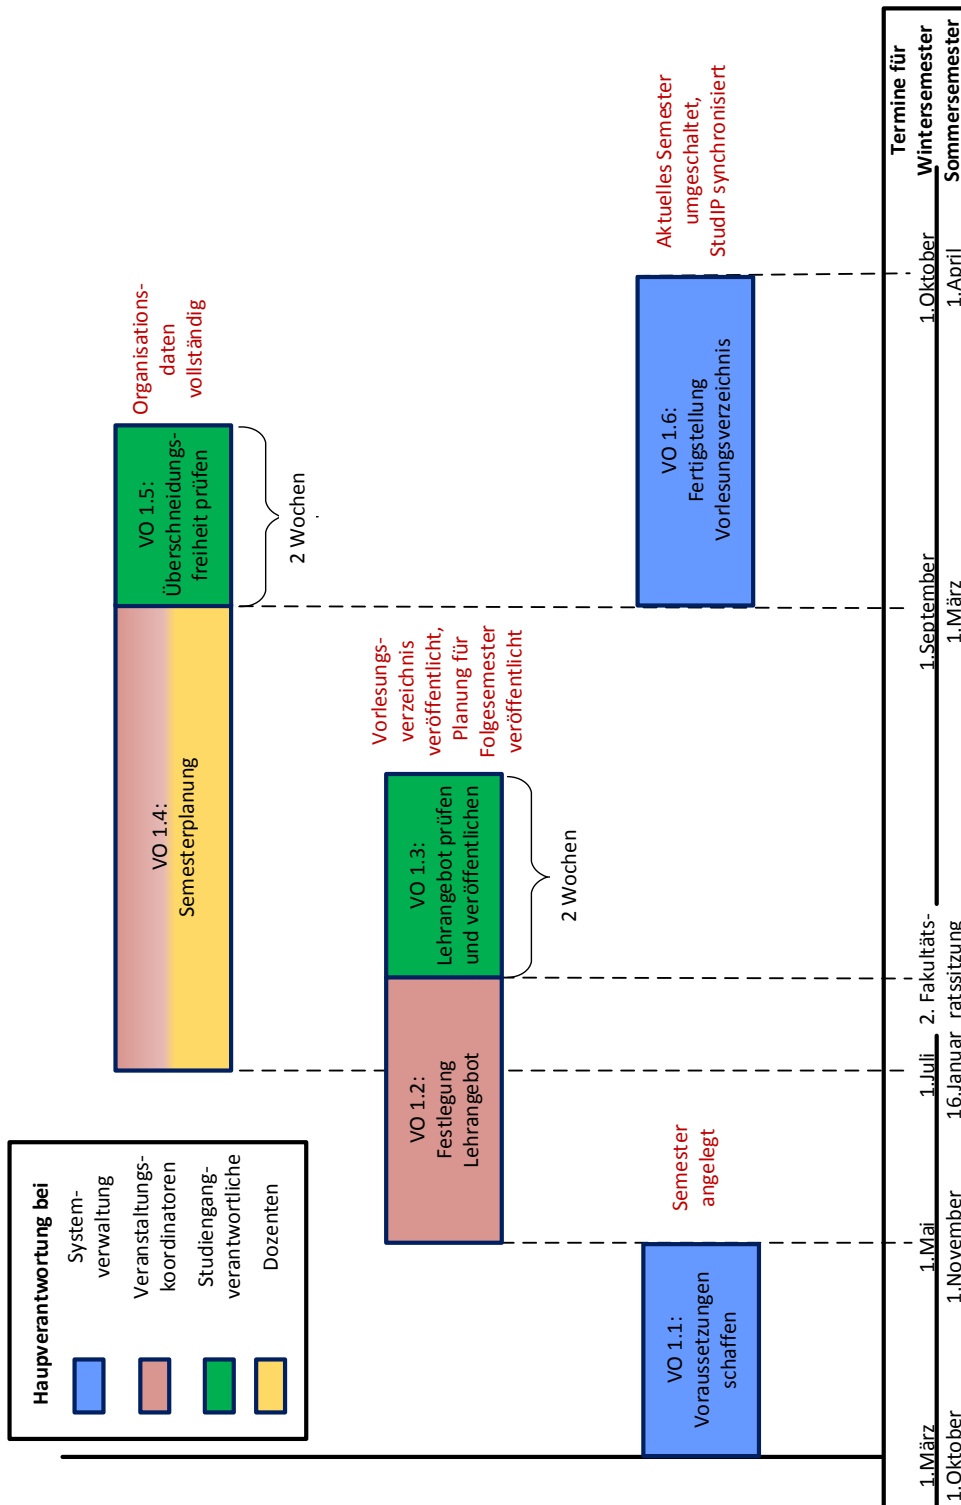 Haupverantwortung bei
System-
verwaltung
Veranstaltungs-
koordinatoren
Studiengang-
verantwortliche
Dozenten
VO 1.4:
Semesterplanung
VO 1.5:
Überschneidungs-
freiheit prüfen
Organisations-
daten
vollständig
2 Wochen
VO 1.2:
Festlegung
Lehrangebot
VO 1.3:
Lehrangebot prüfen
und veröffentlichen
Vorlesungs-
verzeichnis
veröffentlicht,
Planung für
Folgesemester
veröffentlicht
2 Wochen
VO 1.1:
Voraussetzungen
schaffen
Semester
angelegt
VO 1.6:
Fertigstellung
Vorlesungsverzeichnis
Aktuelles Semester
umgeschaltet,
StudIP synchronisiert
Termine für
1.März
1.Mai
1.Juli
2. Fakultäts-
ratssitzung
1.September
1.Oktober
Wintersemester
1.Oktober
1.November
16.Januar
1.März
1.April
Sommersemester